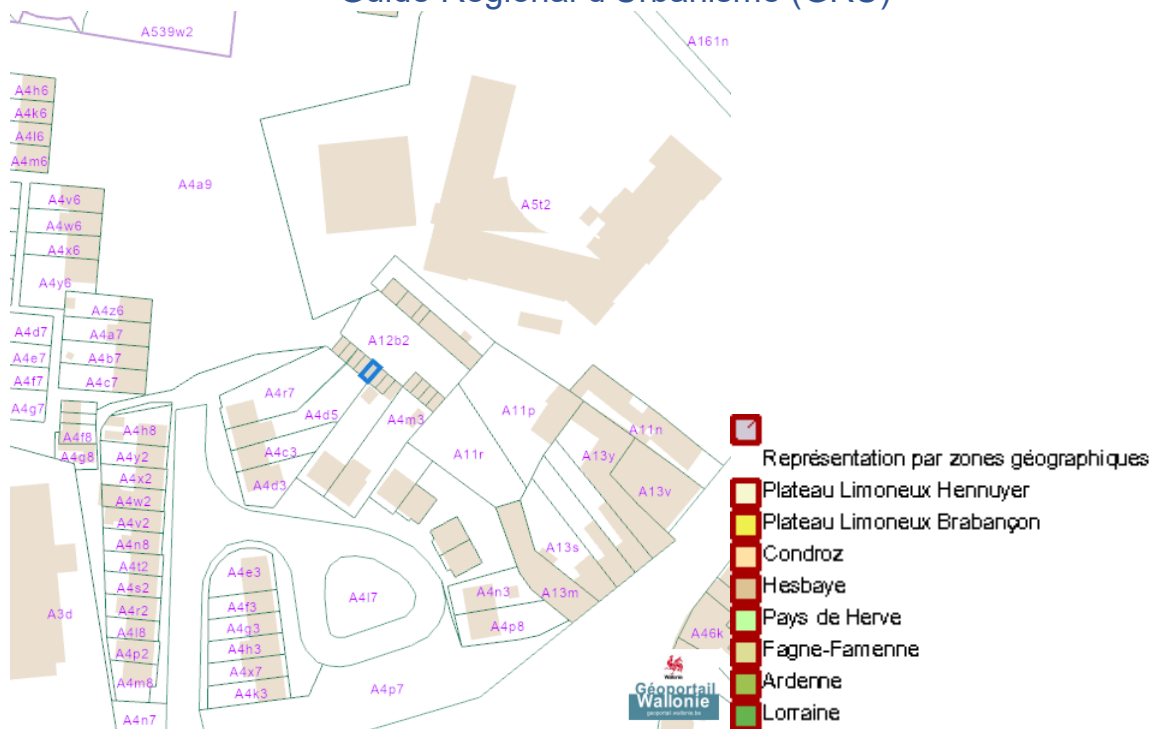 Guide Régional d'Urbanisme (GRU)
A539w2
A161n
A4h6
A4k6
A4l6
A4m6
A4a9
A4v6
A4w6
A4x6
A4y6
A5t2
A4z6
A4d7
A4a7
A4e7
A4b7
A4f7
A4c7
A4g7
A12b2
A4r7
A4d5
A4m3
A11p
A11n
A4f8
A4g8
A4h8
A4y2
A4x2
A4w2
A4v2
A4n8
A4t2
A4s2
A4r2
A4l8
A4p2
A4m8
A4n7
A4c3
A4d3
A11r
A13y
A13v
A13s
A13m
A3d
A4e3
A4f3
A4g3
A4h3
A4x7
A4k3
A4l7
A4n3
A4p8
A4p7
A46k
Wallonie
Géoportail
Wallonie
geoportail.wallonie.be
Représentation par zones géographiques
Plateau Limoneux Hennuyer
Plateau Limoneux Brabançon
Condroz
Hesbaye
Pays de Herve
Fagne-Famenne
Ardenne
Lorraine